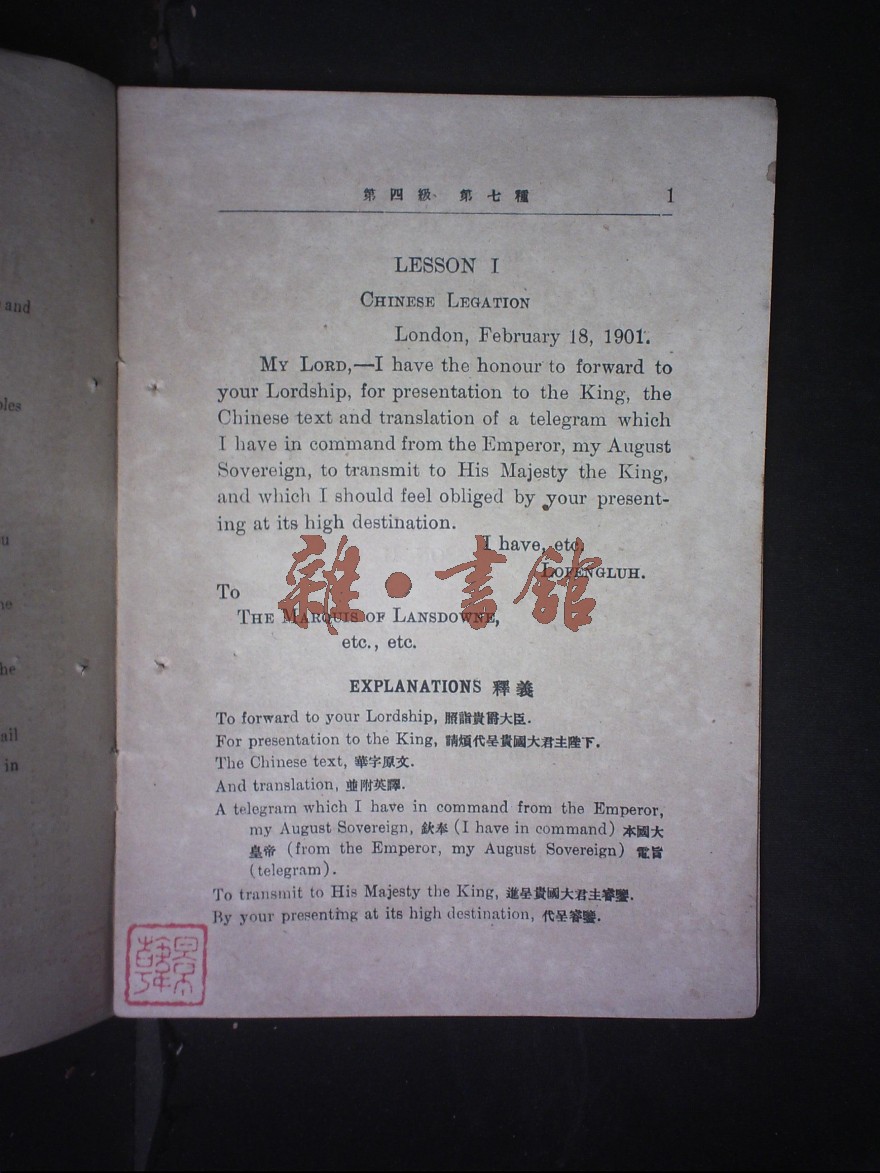 and
ples
u
ne
he
ail
in
第四級 第七種 1
LESSON I
CHINESE LEGATION
London, February 18, 1901.
MY LORD,—I have the honour to forward to
your Lordship, for presentation to the King, the
Chinese text and translation of a telegram which
I have in command from the Emperor, my August
Sovereign, to transmit to His Majesty the King,
and which I should feel obliged by your present-
ing at its high destination.
I have, etc.
LOFENGLUH.
雜·書館
To
THE MARQUIS OF LANSDOWNE,
etc., etc.
EXPLANATIONS 釋義
To forward to your Lordship, 照詣貴爵大臣.
For presentation to the King, 請煩代呈貴國大君主陛下.
The Chinese text, 華字原文.
And translation, 並附英譯.
A telegram which I have in command from the Emperor,
my August Sovereign, 欽奉 (I have in command) 本國大
皇帝 (from the Emperor, my August Sovereign) 電旨
(telegram).
To transmit to His Majesty the King, 進呈貴國大君主睿鑒.
By your presenting at its high destination, 代呈睿鑒.